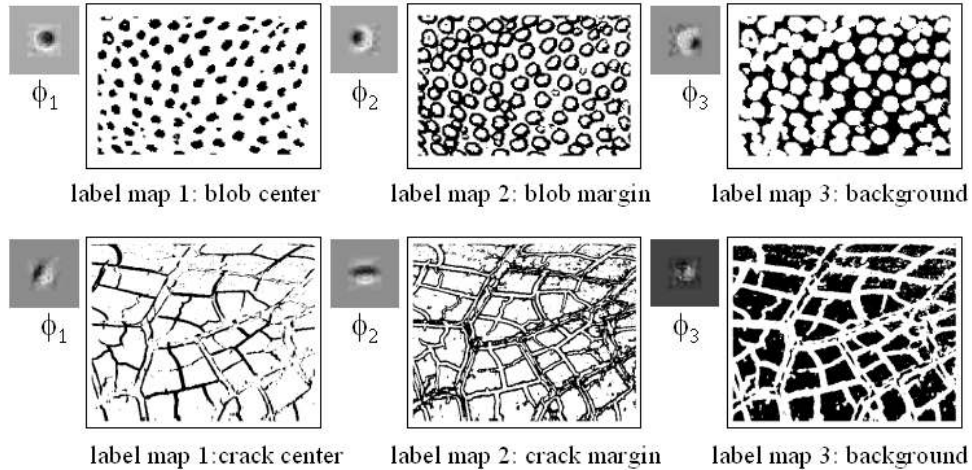 ϕ1
ϕ2
ϕ3
label map 1: blob center
label map 2: blob margin
label map 3: background
ϕ1
ϕ2
ϕ3
label map 1:crack center
label map 2: crack margin
label map 3: background